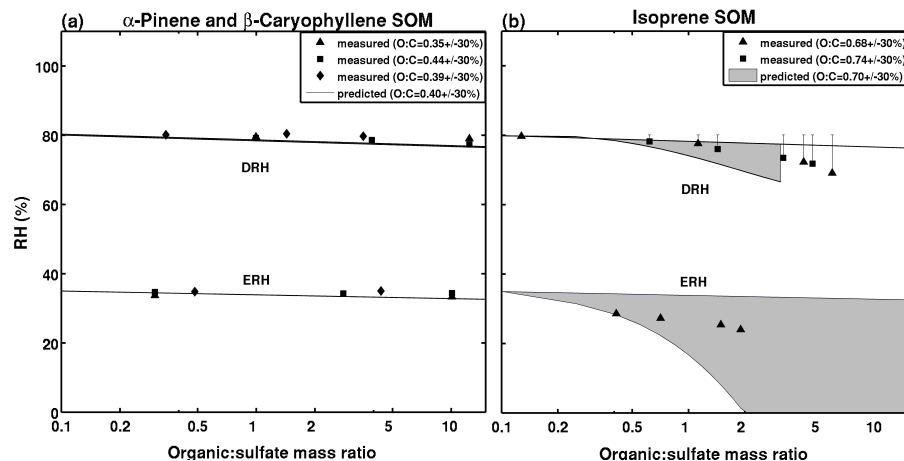 (a) α-Pinene and β-Caryophyllene SOM
measured (O:C=0.35+/-30%)
measured (O:C=0.44+/-30%)
measured (O:C=0.39+/-30%)
predicted (O:C=0.40+/-30%)
100
80
60
40
20
0
RH (%)
DRH
ERH
0.1 0.2 0.5 1 2 5 10
Organic:sulfate mass ratio
(b) Isoprene SOM
measured (O:C=0.68+/-30%)
measured (O:C=0.74+/-30%)
predicted (O:C=0.70+/-30%)
DRH
ERH
0.1 0.2 0.5 1 2 5 10
Organic:sulfate mass ratio